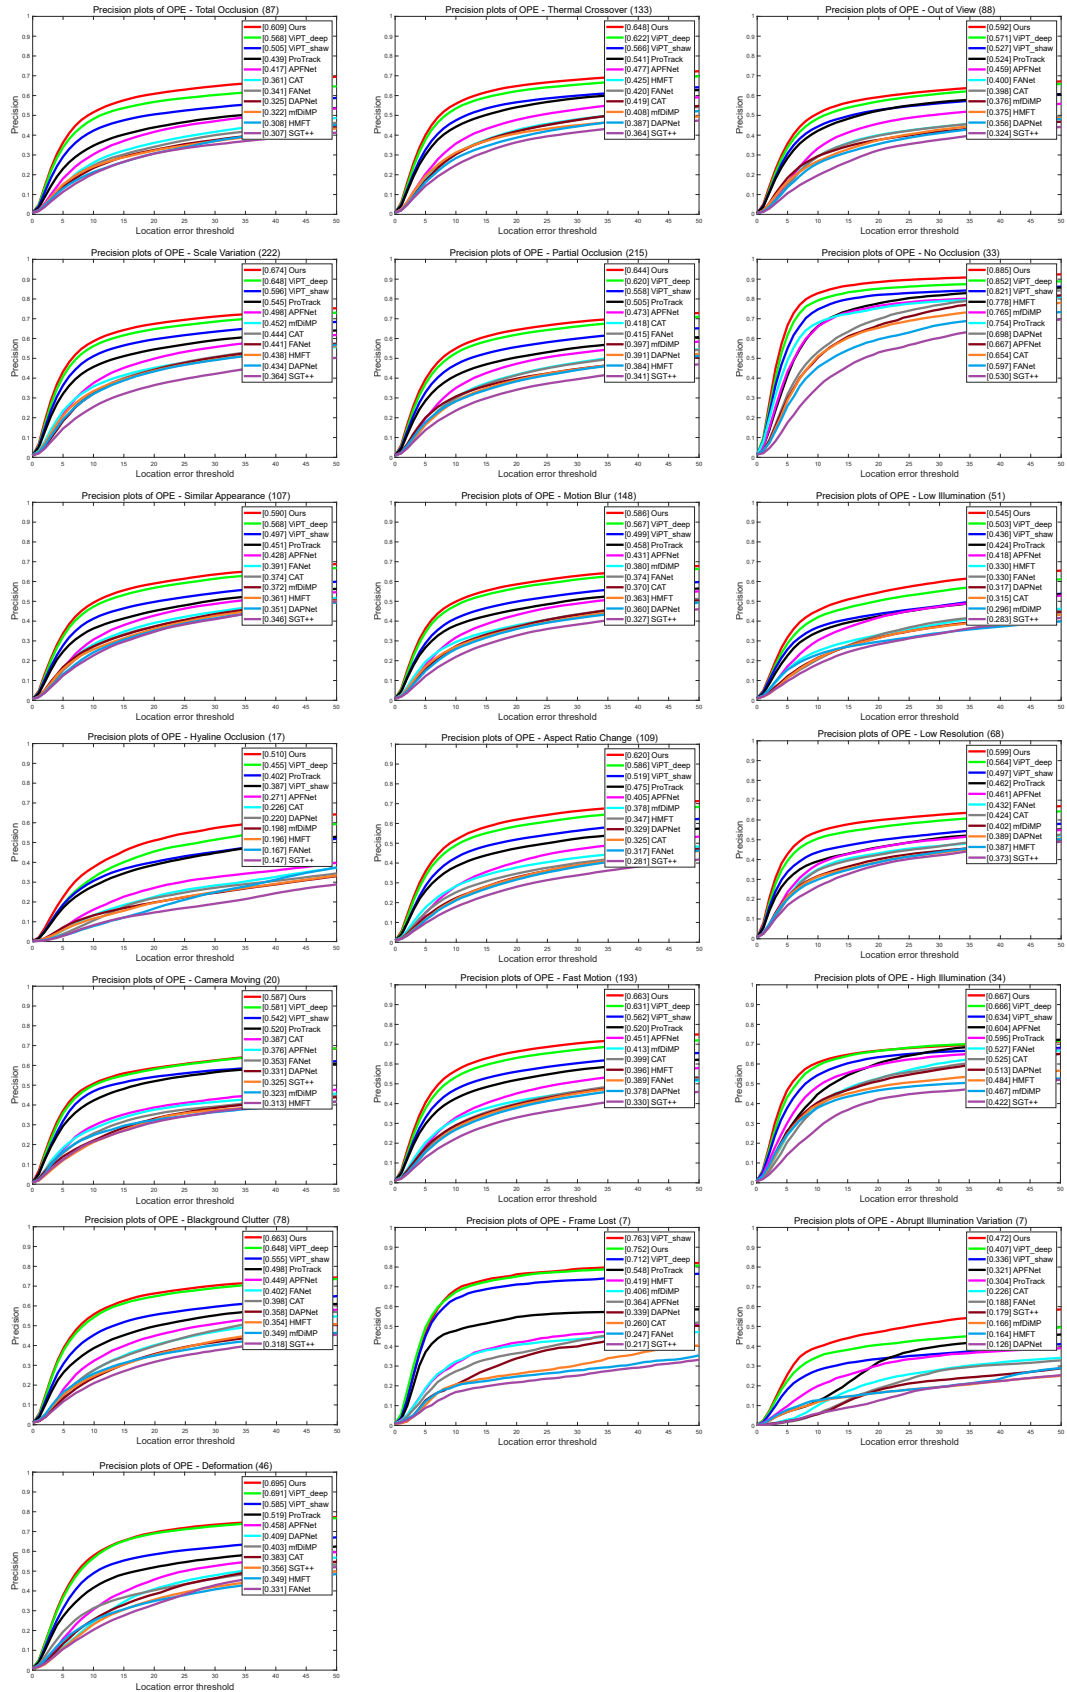 Precision plots of OPE - Total Occlusion (87)
[0.609] Ours
[0.568] ViPT_deep
[0.505] ViPT_shaw
[0.439] ProTrack
[0.417] APFNet
[0.361] CAT
[0.341] FANet
[0.325] DAPNet
[0.322] mfDiMP
[0.308] HMFT
[0.307] SGT++
Precision
Location error threshold
Precision plots of OPE - Thermal Crossover (133)
[0.648] Ours
[0.622] ViPT_deep
[0.566] ViPT_shaw
[0.541] ProTrack
[0.477] APFNet
[0.425] HMFT
[0.420] FANet
[0.419] CAT
[0.408] mfDiMP
[0.387] DAPNet
[0.364] SGT++
Precision
Location error threshold
Precision plots of OPE - Out of View (88)
[0.592] Ours
[0.571] ViPT_deep
[0.527] ViPT_shaw
[0.524] ProTrack
[0.459] APFNet
[0.400] FANet
[0.398] CAT
[0.376] mfDiMP
[0.375] HMFT
[0.356] DAPNet
[0.324] SGT++
Precision
Location error threshold
Precision plots of OPE - Scale Variation (222)
[0.674] Ours
[0.648] ViPT_deep
[0.596] ViPT_shaw
[0.545] ProTrack
[0.498] APFNet
[0.452] mfDiMP
[0.444] CAT
[0.441] FANet
[0.438] HMFT
[0.434] DAPNet
[0.364] SGT++
Precision
Location error threshold
Precision plots of OPE - Partial Occlusion (215)
[0.644] Ours
[0.620] ViPT_deep
[0.558] ViPT_shaw
[0.505] ProTrack
[0.473] APFNet
[0.418] CAT
[0.415] FANet
[0.397] mfDiMP
[0.391] DAPNet
[0.384] HMFT
[0.341] SGT++
Precision
Location error threshold
Precision plots of OPE - No Occlusion (33)
[0.885] Ours
[0.852] ViPT_deep
[0.821] ViPT_shaw
[0.778] HMFT
[0.765] mfDiMP
[0.754] ProTrack
[0.698] DAPNet
[0.667] APFNet
[0.654] CAT
[0.597] FANet
[0.530] SGT++
Precision
Location error threshold
Precision plots of OPE - Similar Appearance (107)
[0.590] Ours
[0.568] ViPT_deep
[0.497] ViPT_shaw
[0.451] ProTrack
[0.428] APFNet
[0.391] FANet
[0.374] CAT
[0.372] mfDiMP
[0.361] HMFT
[0.351] DAPNet
[0.346] SGT++
Precision
Location error threshold
Precision plots of OPE - Motion Blur (148)
[0.586] Ours
[0.567] ViPT_deep
[0.499] ViPT_shaw
[0.458] ProTrack
[0.431] APFNet
[0.380] mfDiMP
[0.374] FANet
[0.370] CAT
[0.363] HMFT
[0.360] DAPNet
[0.327] SGT++
Precision
Location error threshold
Precision plots of OPE - Low Illumination (51)
[0.545] Ours
[0.503] ViPT_deep
[0.436] ViPT_shaw
[0.424] ProTrack
[0.418] APFNet
[0.330] HMFT
[0.330] FANet
[0.317] DAPNet
[0.315] CAT
[0.296] mfDiMP
[0.283] SGT++
Precision
Location error threshold
Precision plots of OPE - Hyaline Occlusion (17)
[0.510] Ours
[0.455] ViPT_deep
[0.402] ProTrack
[0.387] ViPT_shaw
[0.271] APFNet
[0.226] CAT
[0.220] DAPNet
[0.198] mfDiMP
[0.196] HMFT
[0.167] FANet
[0.147] SGT++
Precision
Location error threshold
Precision plots of OPE - Aspect Ratio Change (109)
[0.620] Ours
[0.586] ViPT_deep
[0.519] ViPT_shaw
[0.475] ProTrack
[0.405] APFNet
[0.378] mfDiMP
[0.347] HMFT
[0.329] DAPNet
[0.325] CAT
[0.317] FANet
[0.281] SGT++
Precision
Location error threshold
Precision plots of OPE - Low Resolution (68)
[0.599] Ours
[0.564] ViPT_deep
[0.497] ViPT_shaw
[0.462] ProTrack
[0.461] APFNet
[0.432] FANet
[0.424] CAT
[0.402] mfDiMP
[0.389] DAPNet
[0.387] HMFT
[0.373] SGT++
Precision
Location error threshold
Precision plots of OPE - Camera Moving (20)
[0.587] Ours
[0.581] ViPT_deep
[0.542] ViPT_shaw
[0.520] ProTrack
[0.387] CAT
[0.376] APFNet
[0.353] FANet
[0.331] DAPNet
[0.325] SGT++
[0.323] mfDiMP
[0.313] HMFT
Precision
Location error threshold
Precision plots of OPE - Fast Motion (193)
[0.663] Ours
[0.631] ViPT_deep
[0.562] ViPT_shaw
[0.520] ProTrack
[0.451] APFNet
[0.413] mfDiMP
[0.399] CAT
[0.396] HMFT
[0.389] FANet
[0.378] DAPNet
[0.330] SGT++
Precision
Location error threshold
Precision plots of OPE - High Illumination (34)
[0.667] Ours
[0.666] ViPT_deep
[0.634] ViPT_shaw
[0.604] APFNet
[0.595] ProTrack
[0.527] FANet
[0.525] CAT
[0.513] DAPNet
[0.484] HMFT
[0.467] mfDiMP
[0.422] SGT++
Precision
Location error threshold
Precision plots of OPE - Blackground Clutter (78)
[0.663] Ours
[0.648] ViPT_deep
[0.555] ViPT_shaw
[0.498] ProTrack
[0.449] APFNet
[0.402] FANet
[0.398] CAT
[0.358] DAPNet
[0.354] HMFT
[0.349] mfDiMP
[0.318] SGT++
Precision
Location error threshold
Precision plots of OPE - Frame Lost (7)
[0.763] ViPT_shaw
[0.752] Ours
[0.712] ViPT_deep
[0.548] ProTrack
[0.419] HMFT
[0.406] mfDiMP
[0.364] APFNet
[0.339] DAPNet
[0.260] CAT
[0.247] FANet
[0.217] SGT++
Precision
Location error threshold
Precision plots of OPE - Abrupt Illumination Variation (7)
[0.472] Ours
[0.407] ViPT_deep
[0.336] ViPT_shaw
[0.321] APFNet
[0.304] ProTrack
[0.226] CAT
[0.188] FANet
[0.179] SGT++
[0.166] mfDiMP
[0.164] HMFT
[0.126] DAPNet
Precision
Location error threshold
Precision plots of OPE - Deformation (46)
[0.695] Ours
[0.691] ViPT_deep
[0.585] ViPT_shaw
[0.519] ProTrack
[0.458] APFNet
[0.409] DAPNet
[0.403] mfDiMP
[0.383] CAT
[0.356] SGT++
[0.349] HMFT
[0.331] FANet
Precision
Location error threshold